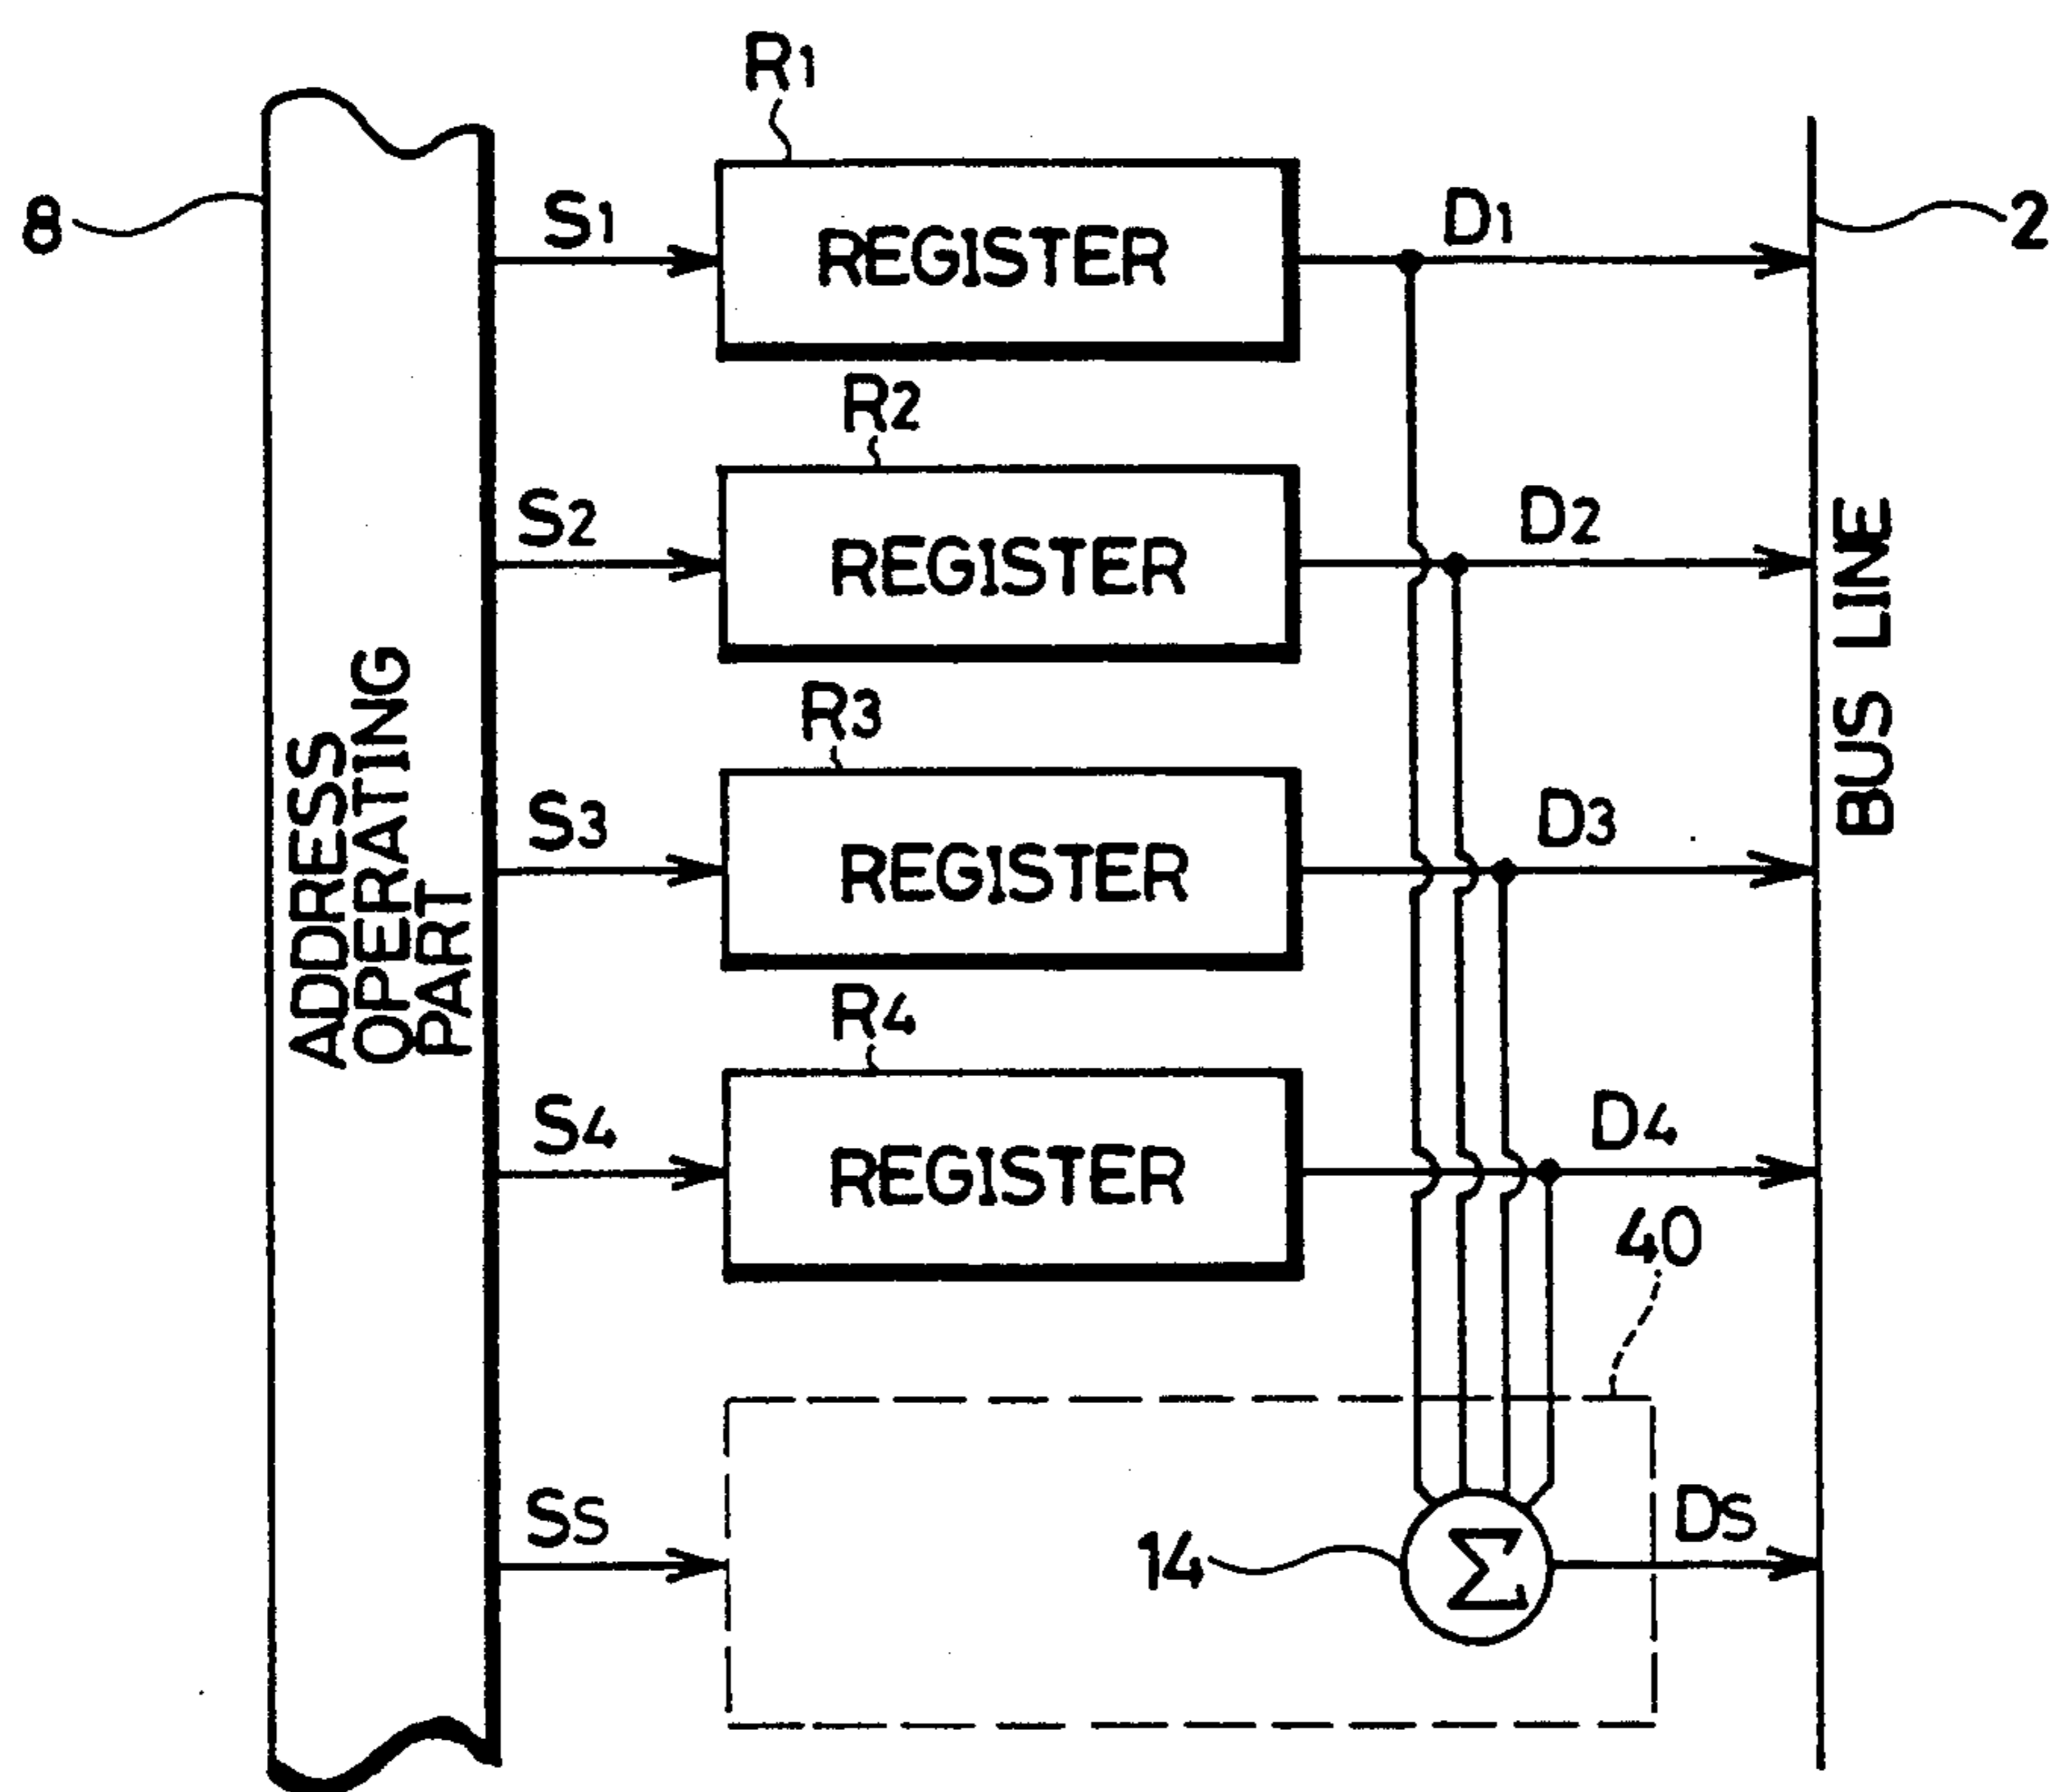 R1
8
S1
REGISTER
D1
2
R2
S2
REGISTER
D2
BUS LINE
R3
S3
REGISTER
D3
ADDRESS
OPERATING
PART
R4
S4
REGISTER
D4
40
SS
14
Σ
DS